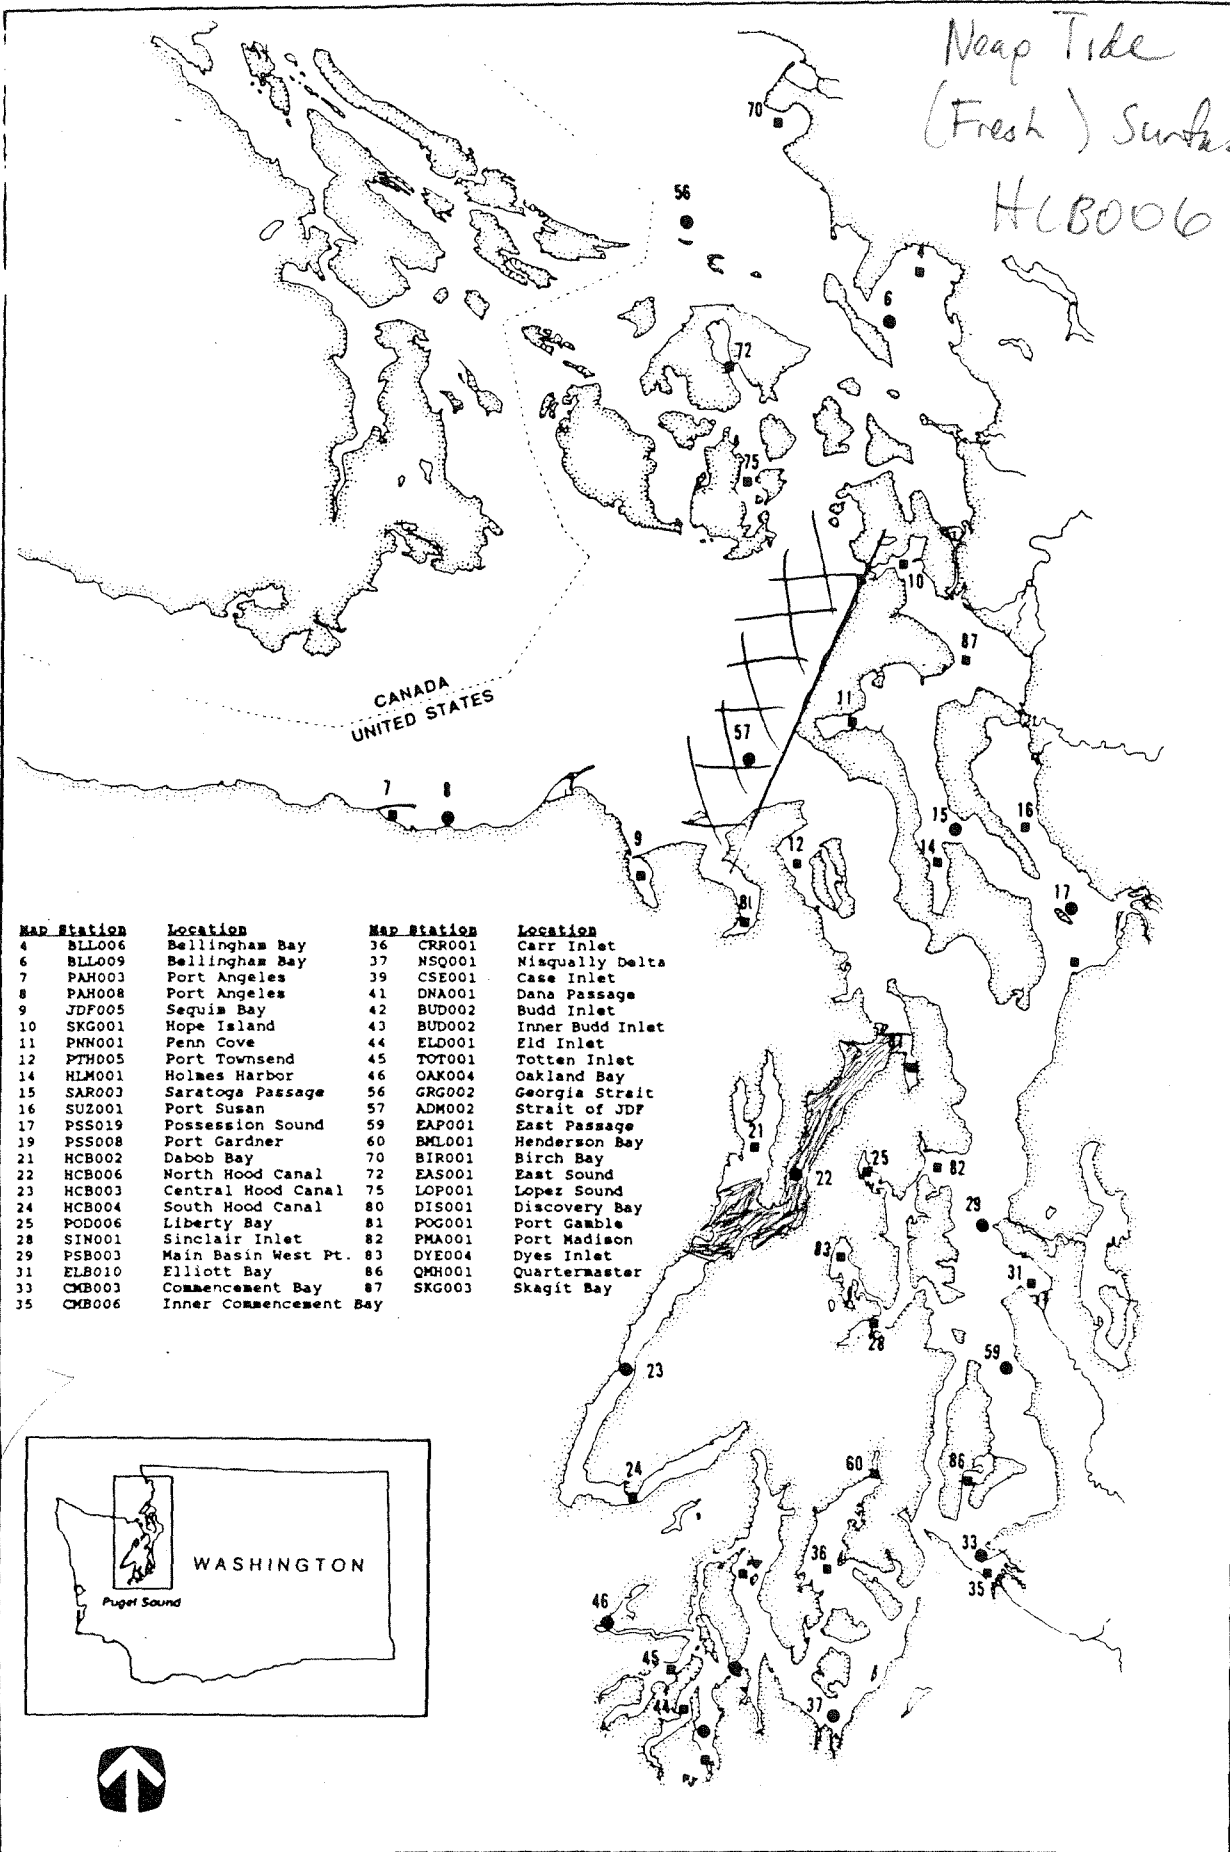 Neap Tide
(Fresh) Surfa
HCB006
70
56
4
6
72
75
10
87
CANADA
UNITED STATES
11
57
7
8
9
12
15
16
14
17
81
Map Station Location Map Station Location
4 BLL006 Bellingham Bay 36 CRR001 Carr Inlet
6 BLL009 Bellingham Bay 37 NSQ001 Nisqually Delta
7 PAH003 Port Angeles 39 CSE001 Case Inlet
8 PAH008 Port Angeles 41 DNA001 Dana Passage
9 JDF005 Sequim Bay 42 BUD002 Budd Inlet
10 SKG001 Hope Island 43 BUD002 Inner Budd Inlet
11 PNN001 Penn Cove 44 ELD001 Eld Inlet
12 PTH005 Port Townsend 45 TOT001 Totten Inlet
14 HLM001 Holmes Harbor 46 OAK004 Oakland Bay
15 SAR003 Saratoga Passage 56 GRG002 Georgia Strait
16 SUZ001 Port Susan 57 ADM002 Strait of JDF
17 PSS019 Possession Sound 59 EAP001 East Passage
19 PSS008 Port Gardner 60 BML001 Henderson Bay
21 HCB002 Dabob Bay 70 BIR001 Birch Bay
22 HCB006 North Hood Canal 72 EAS001 East Sound
23 HCB003 Central Hood Canal 75 LOP001 Lopez Sound
24 HCB004 South Hood Canal 80 DIS001 Discovery Bay
25 POD006 Liberty Bay 81 POG001 Port Gamble
28 SIN001 Sinclair Inlet 82 PMA001 Port Madison
29 PSB003 Main Basin West Pt. 83 DYE004 Dyes Inlet
31 ELB010 Elliott Bay 86 QMH001 Quartermaster
33 CMB003 Commencement Bay 87 SKG003 Skagit Bay
35 CMB006 Inner Commencement Bay
21
22
25
82
29
83
31
28
59
23
24
60
86
WASHINGTON
Puget Sound
36
33
35
46
45
44
37